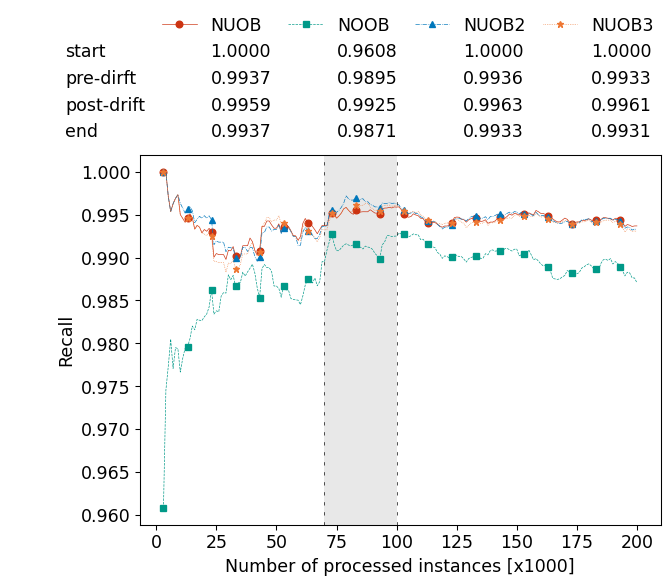 NUOB NOOB NUOB2 NUOB3
start 1.0000 0.9608 1.0000 1.0000
pre-dirft 0.9937 0.9895 0.9936 0.9933
post-drift 0.9959 0.9925 0.9963 0.9961
end 0.9937 0.9871 0.9933 0.9931
1.000
0.995
0.990
0.985
0.980
0.975
0.970
0.965
0.960
Recall
0 25 50 75 100 125 150 175 200
Number of processed instances [x1000]